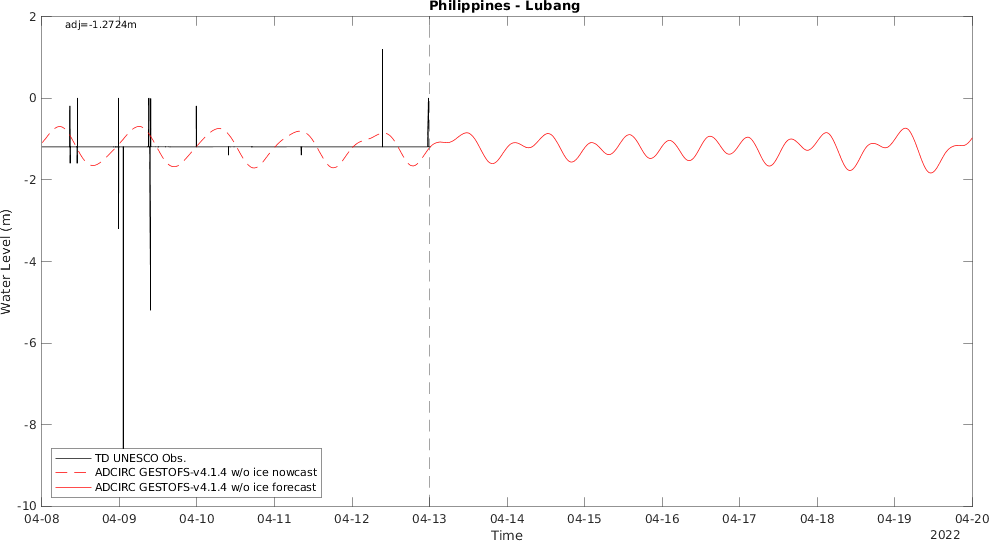 Philippines - Lubang
adj=-1.2724m
2
0
-2
-4
-6
-8
-10
Water Level (m)
TD UNESCO Obs.
ADCIRC GESTOFS-v4.1.4 w/o ice nowcast
ADCIRC GESTOFS-v4.1.4 w/o ice forecast
04-08 04-09 04-10 04-11 04-12 04-13 04-14 04-15 04-16 04-17 04-18 04-19 04-20
Time
2022